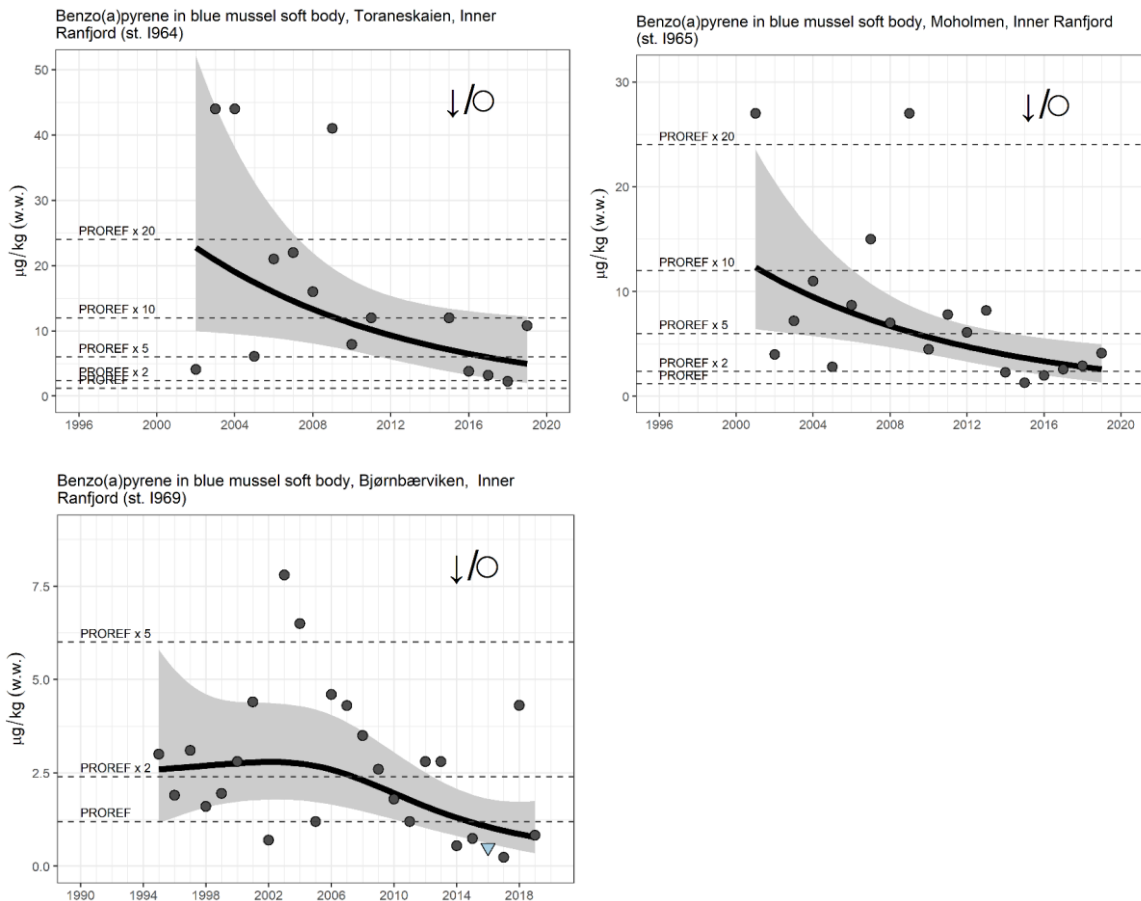 Benzo(a)pyrene in blue mussel soft body, Toraneskaien, Inner
Ranfjord (st. I964)
50
40
30
20
10
0
µg/kg (w.w.)
PROREF x 20
PROREF x 10
PROREF x 5
PROREF x 2
PROREF
↓/○
1996 2000 2004 2008 2012 2016 2020
Benzo(a)pyrene in blue mussel soft body, Moholmen, Inner Ranfjord
(st. I965)
30
20
10
0
µg/kg (w.w.)
PROREF x 20
PROREF x 10
PROREF x 5
PROREF x 2
PROREF
↓/○
1996 2000 2004 2008 2012 2016 2020
Benzo(a)pyrene in blue mussel soft body, Bjørnbærviken, Inner
Ranfjord (st. I969)
7.5
5.0
2.5
0.0
µg/kg (w.w.)
PROREF x 5
PROREF x 2
PROREF
↓/○
1990 1994 1998 2002 2006 2010 2014 2018